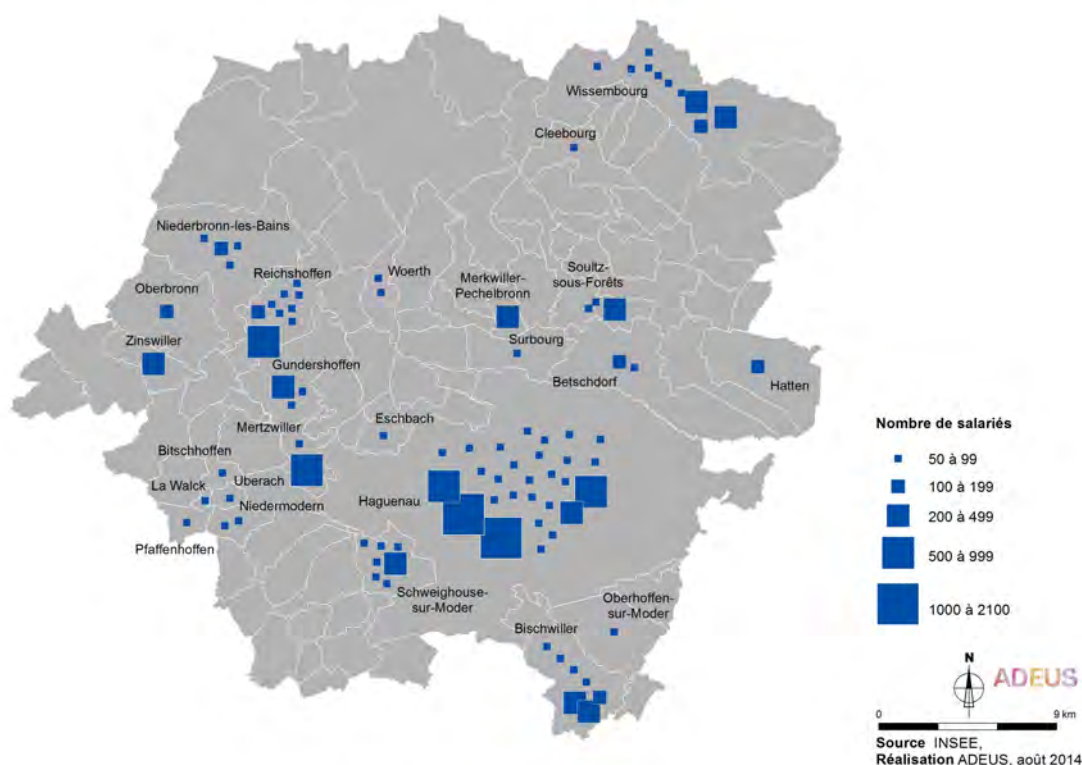 Wissembourg
Cleebourg
Niederbronn-les-Bains
Reichshoffen
Woerth
Merkwiller-
Pechelbronn
Soultz-
sous-Forêts
Oberbronn
Zinswiller
Surbourg
Gundershoffen
Betschdorf
Hatten
Mertzwiller
Eschbach
Bitschhoffen
Uberach
La Walck
Niedermodern
Haguenau
Pfaffenhoffen
Schweighouse-
sur-Moder
Oberhoffen-
sur-Moder
Bischwiller
Nombre de salariés
50 à 99
100 à 199
200 à 499
500 à 999
1000 à 2100
N
ADEUS
0 9 km
Source INSEE,
Réalisation ADEUS, août 2014